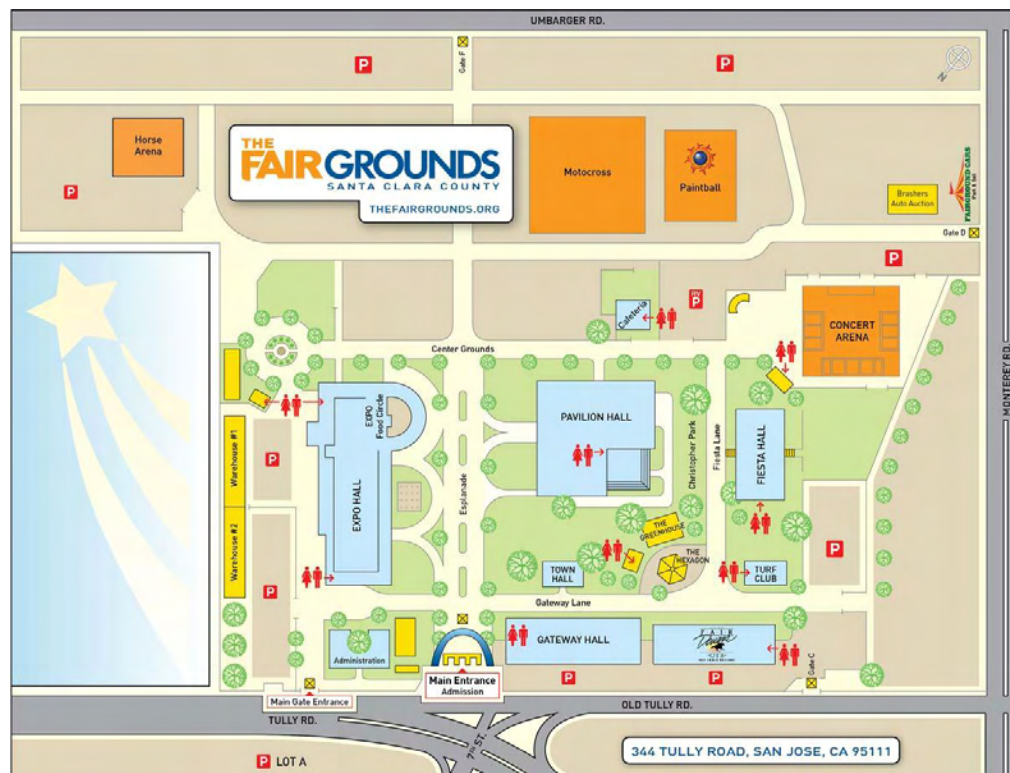 UMBARGER RD.
P
P
Gate F
N
Horse
Arena
THE
FAIRGROUNDS
SANTA CLARA COUNTY
THEFAIRGROUNDS.ORG
Motocross
Paintball
P
Brashers
Auto Auction
FAIRGROUND CARS
Gate D
P
Cafeteria
RV
P
CONCERT
ARENA
MONTEREY RD.
Center Grounds
EXPO
Food Circle
PAVILION HALL
Christopher Park
Fiesta Lane
FIESTA HALL
Warehouse #1
P
EXPO HALL
Esplanade
Warehouse #2
P
THE
GREENHOUSE
THE
HEXAGON
TOWN
HALL
TURF
CLUB
P
Gateway Lane
Administration
GATEWAY HALL
FAIR
Main Entrance
Admission
P
P
Gate C
Main Gate Entrance
TULLY RD.
OLD TULLY RD.
7TH ST.
P LOT A
344 TULLY ROAD, SAN JOSE, CA 95111